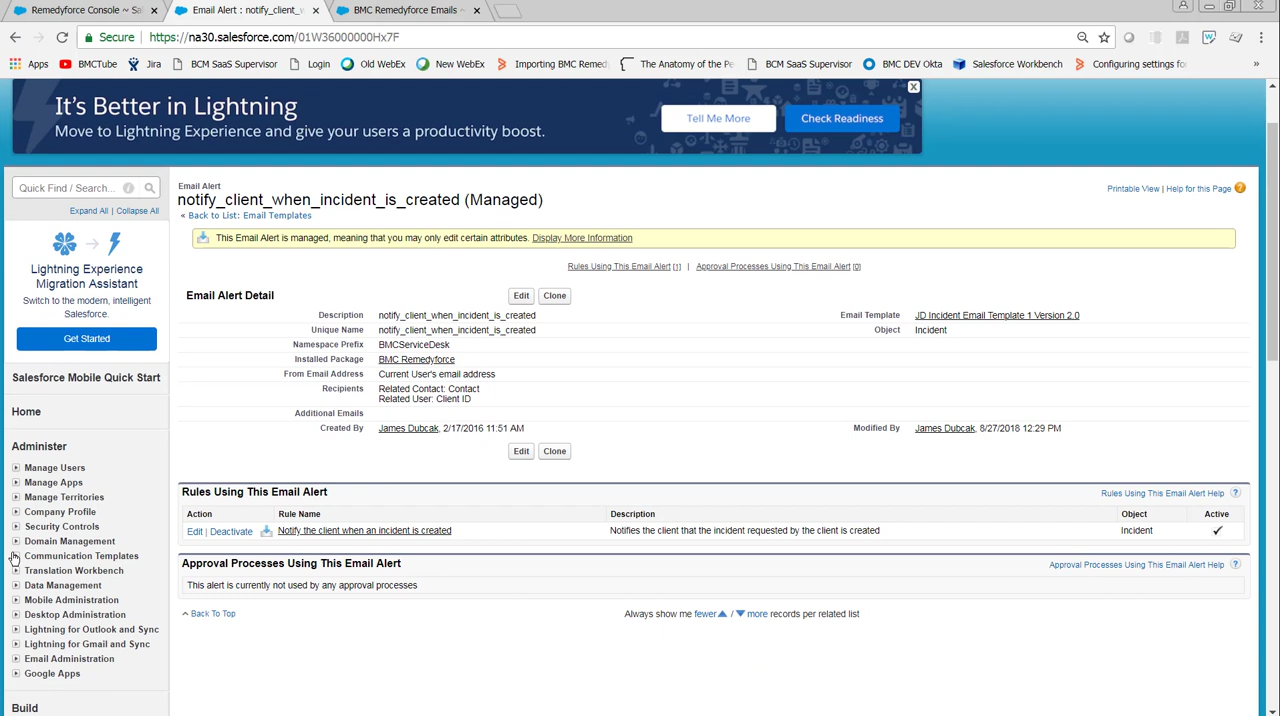 Remedyforce Console ~ Sal
Email Alert : notify_client_w
BMC Remedyforce Emails ~
Secure
https://na30.salesforce.com/01W36000000Hx7F
Apps
BMCTube
Jira
BCM SaaS Supervisor
Login
Old WebEx
New WebEx
Importing BMC Remed
The Anatomy of the Pe
BCM SaaS Supervisor
BMC DEV Okta
Salesforce Workbench
Configuring settings fo
It's Better in Lightning
Move to Lightning Experience and give your users a productivity boost.
Tell Me More
Check Readiness
Quick Find / Search...
Expand All | Collapse All
Lightning Experience
Migration Assistant
Switch to the modern, intelligent
Salesforce.
Get Started
Salesforce Mobile Quick Start
Home
Administer
Manage Users
Manage Apps
Manage Territories
Company Profile
Security Controls
Domain Management
Communication Templates
Translation Workbench
Data Management
Mobile Administration
Desktop Administration
Lightning for Outlook and Sync
Lightning for Gmail and Sync
Email Administration
Google Apps
Build
Email Alert
notify_client_when_incident_is_created (Managed)
« Back to List: Email Templates
Printable View | Help for this Page
This Email Alert is managed, meaning that you may only edit certain attributes. Display More Information
Rules Using This Email Alert [1] | Approval Processes Using This Email Alert [0]
Email Alert Detail
Edit
Clone
Description notify_client_when_incident_is_created
Email Template JD Incident Email Template 1 Version 2.0
Unique Name notify_client_when_incident_is_created
Object Incident
Namespace Prefix BMCServiceDesk
Installed Package BMC Remedyforce
From Email Address Current User's email address
Recipients Related Contact: Contact
Related User: Client ID
Additional Emails
Created By James Dubcak, 2/17/2016 11:51 AM
Modified By James Dubcak, 8/27/2018 12:29 PM
Edit
Clone
Rules Using This Email Alert
Rules Using This Email Alert Help
Action Rule Name Description Object Active
Edit | Deactivate Notify the client when an incident is created Notifies the client that the incident requested by the client is created Incident
Approval Processes Using This Email Alert
Approval Processes Using This Email Alert Help
This alert is currently not used by any approval processes
Back To Top
Always show me fewer / more records per related list